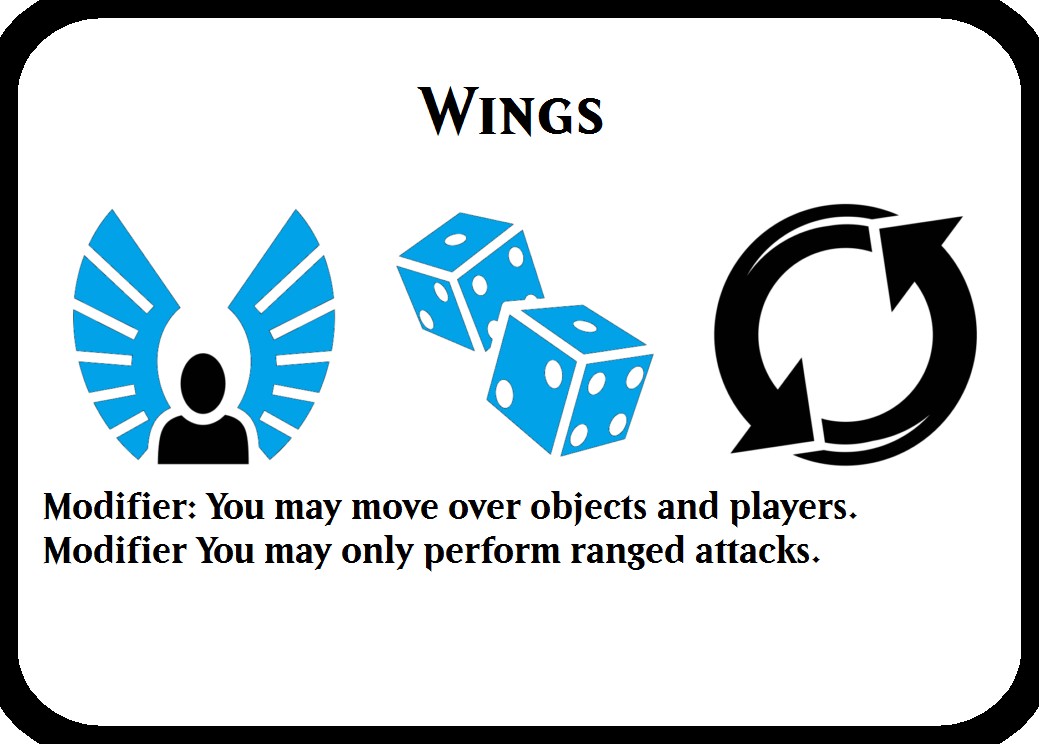 Wings
Modifier: You may move over objects and players.
Modifier You may only perform ranged attacks.